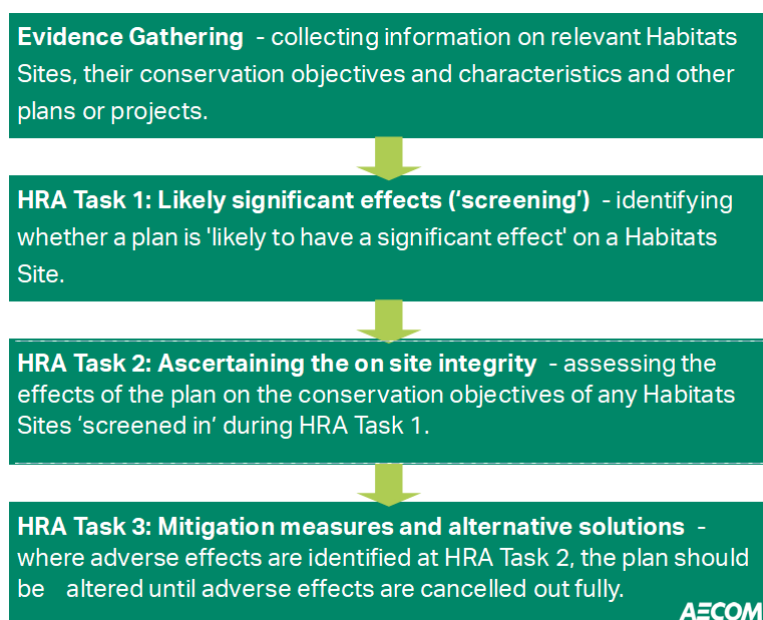 Evidence Gathering - collecting information on relevant Habitats
Sites, their conservation objectives and characteristics and other
plans or projects.
HRA Task 1: Likely significant effects (‘screening’) - identifying
whether a plan is 'likely to have a significant effect' on a Habitats
Site.
HRA Task 2: Ascertaining the on site integrity - assessing the
effects of the plan on the conservation objectives of any Habitats
Sites ‘screened in’ during HRA Task 1.
HRA Task 3: Mitigation measures and alternative solutions -
where adverse effects are identified at HRA Task 2, the plan should
be altered until adverse effects are cancelled out fully.
AECOM